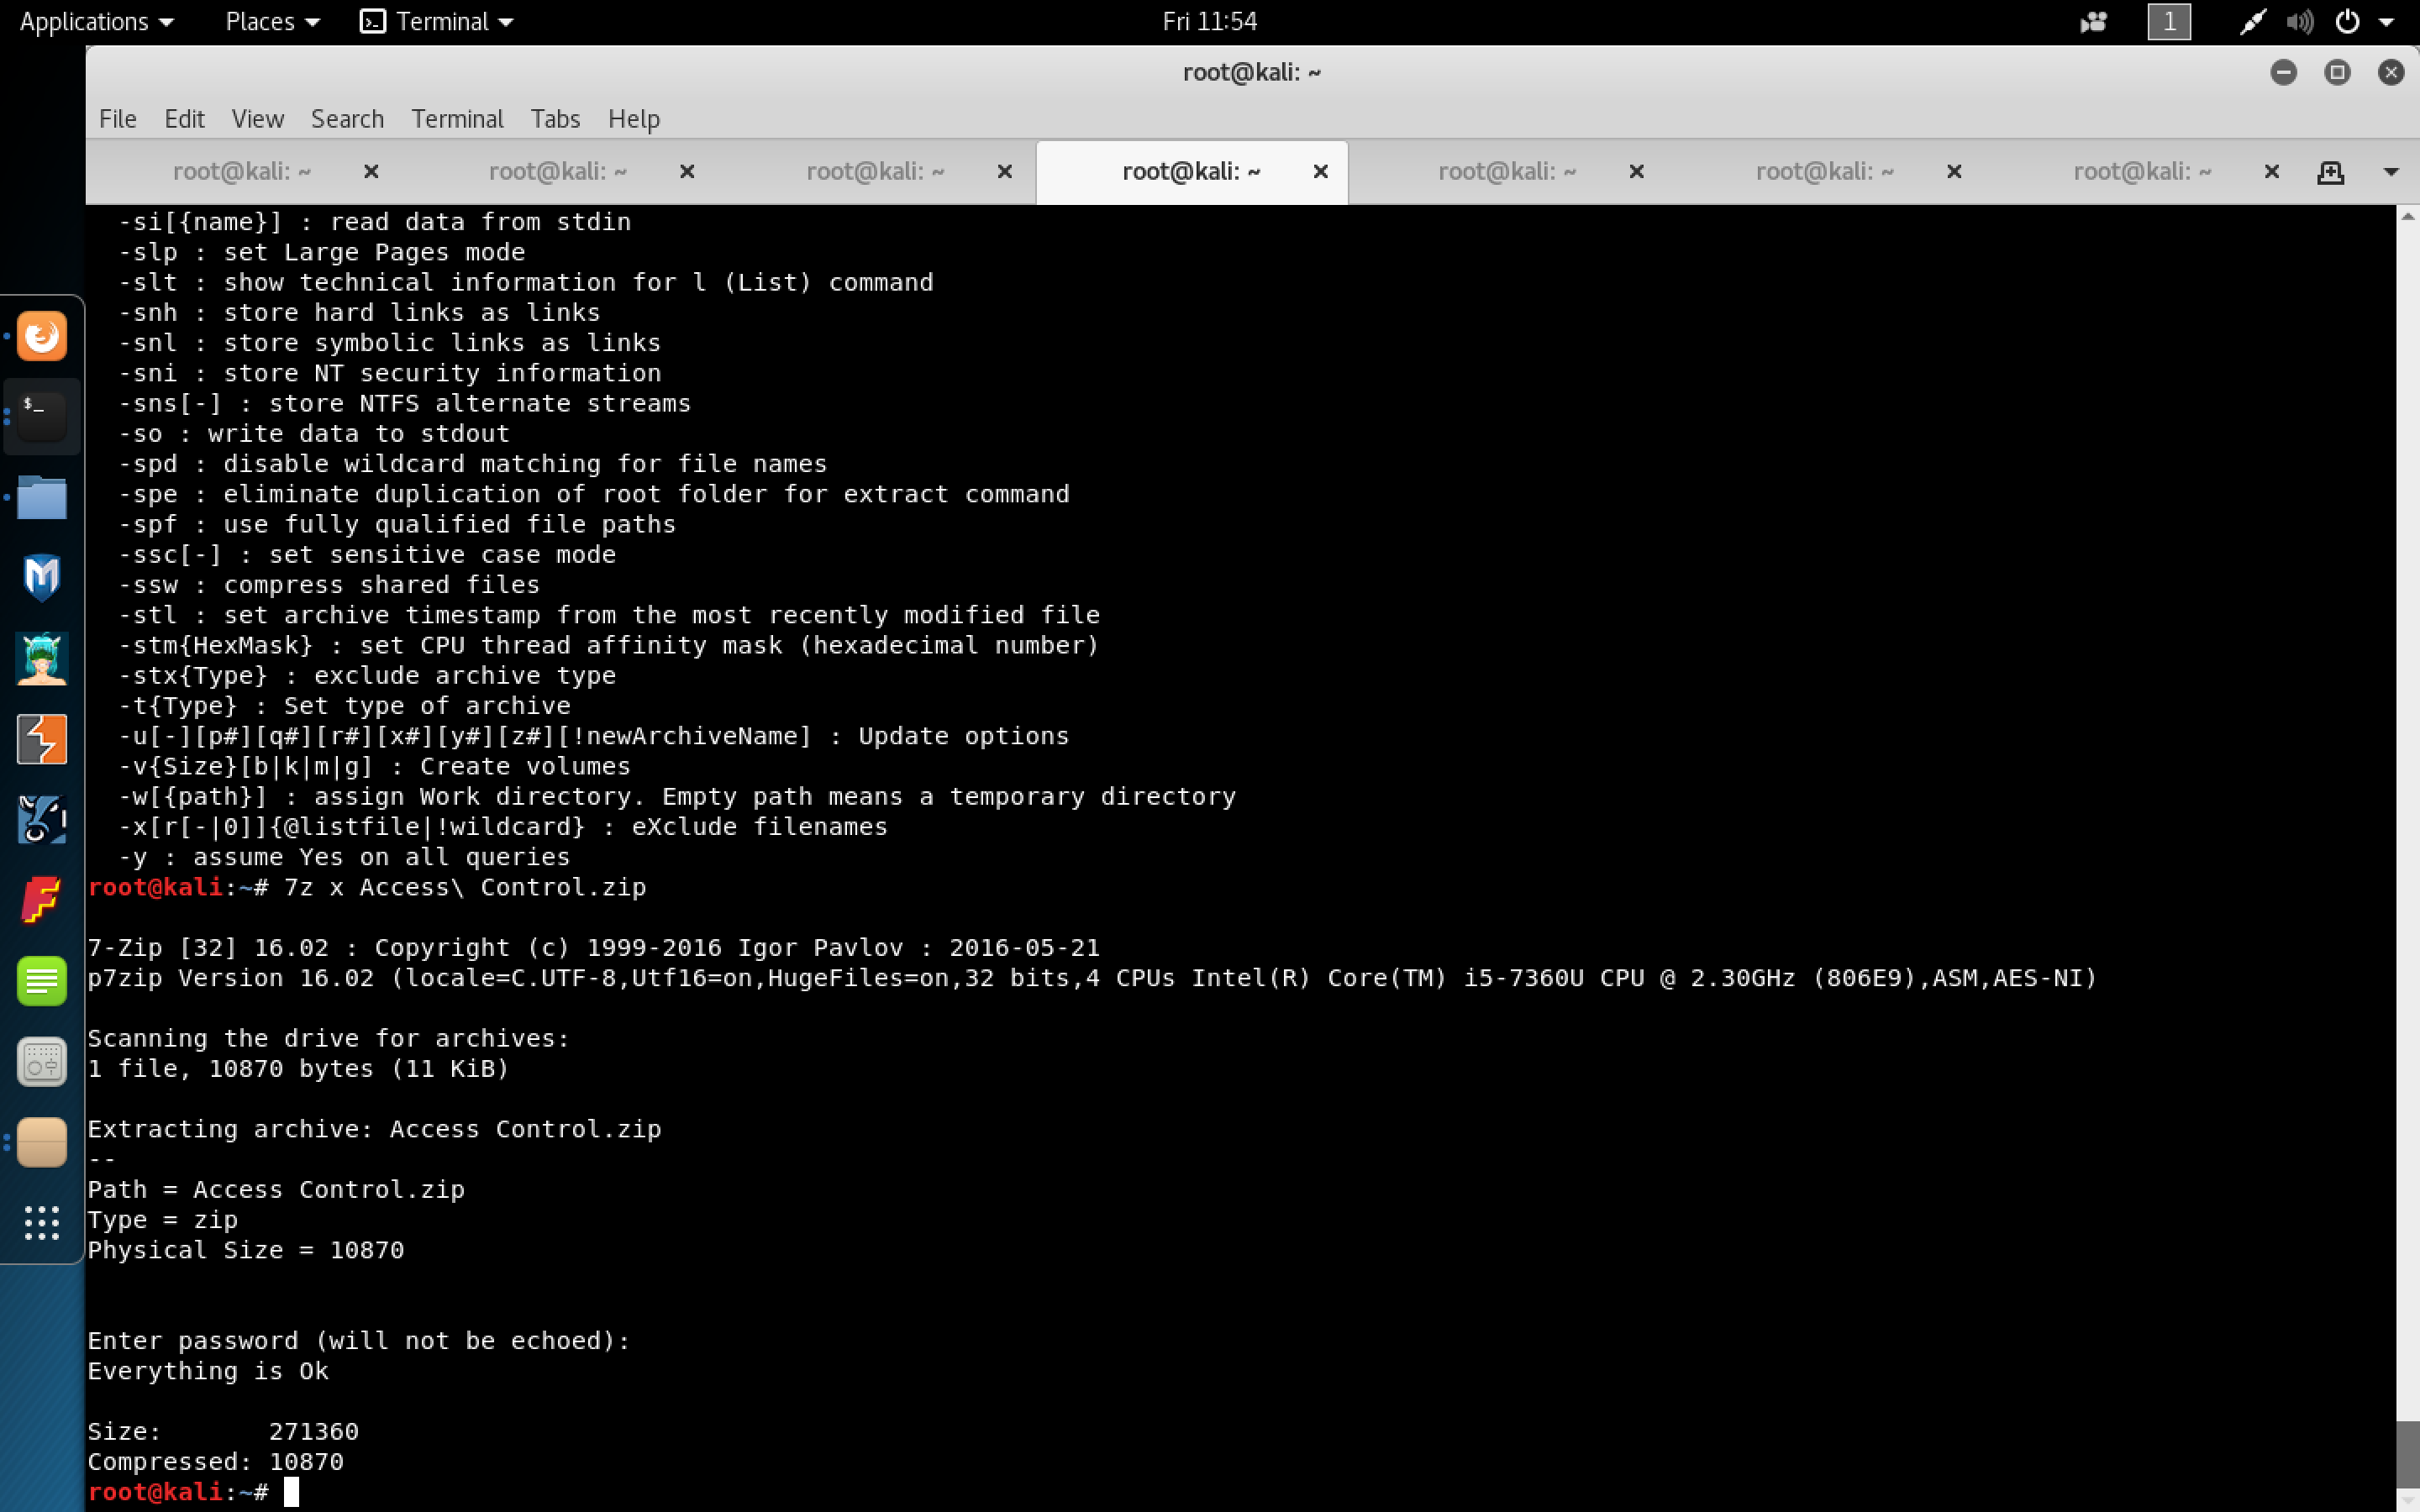 Applications Places Terminal Fri 11:54 1
root@kali: ~
File Edit View Search Terminal Tabs Help
root@kali: ~ root@kali: ~ root@kali: ~ root@kali: ~ root@kali: ~ root@kali: ~ root@kali: ~
-si[{name}] : read data from stdin
-slp : set Large Pages mode
-slt : show technical information for l (List) command
-snh : store hard links as links
-snl : store symbolic links as links
-sni : store NT security information
-sns[-] : store NTFS alternate streams
-so : write data to stdout
-spd : disable wildcard matching for file names
-spe : eliminate duplication of root folder for extract command
-spf : use fully qualified file paths
-ssc[-] : set sensitive case mode
-ssw : compress shared files
-stl : set archive timestamp from the most recently modified file
-stm{HexMask} : set CPU thread affinity mask (hexadecimal number)
-stx{Type} : exclude archive type
-t{Type} : Set type of archive
-u[-][p#][q#][r#][x#][y#][z#][!newArchiveName] : Update options
-v{Size}[b|k|m|g] : Create volumes
-w[{path}] : assign Work directory. Empty path means a temporary directory
-x[r[-|0]]{@listfile|!wildcard} : eXclude filenames
-y : assume Yes on all queries
root@kali:~# 7z x Access\ Control.zip
7-Zip [32] 16.02 : Copyright (c) 1999-2016 Igor Pavlov : 2016-05-21
p7zip Version 16.02 (locale=C.UTF-8,Utf16=on,HugeFiles=on,32 bits,4 CPUs Intel(R) Core(TM) i5-7360U CPU @ 2.30GHz (806E9),ASM,AES-NI)
Scanning the drive for archives:
1 file, 10870 bytes (11 KiB)
Extracting archive: Access Control.zip
--
Path = Access Control.zip
Type = zip
Physical Size = 10870
Enter password (will not be echoed):
Everything is Ok
Size:       271360
Compressed: 10870
root@kali:~#